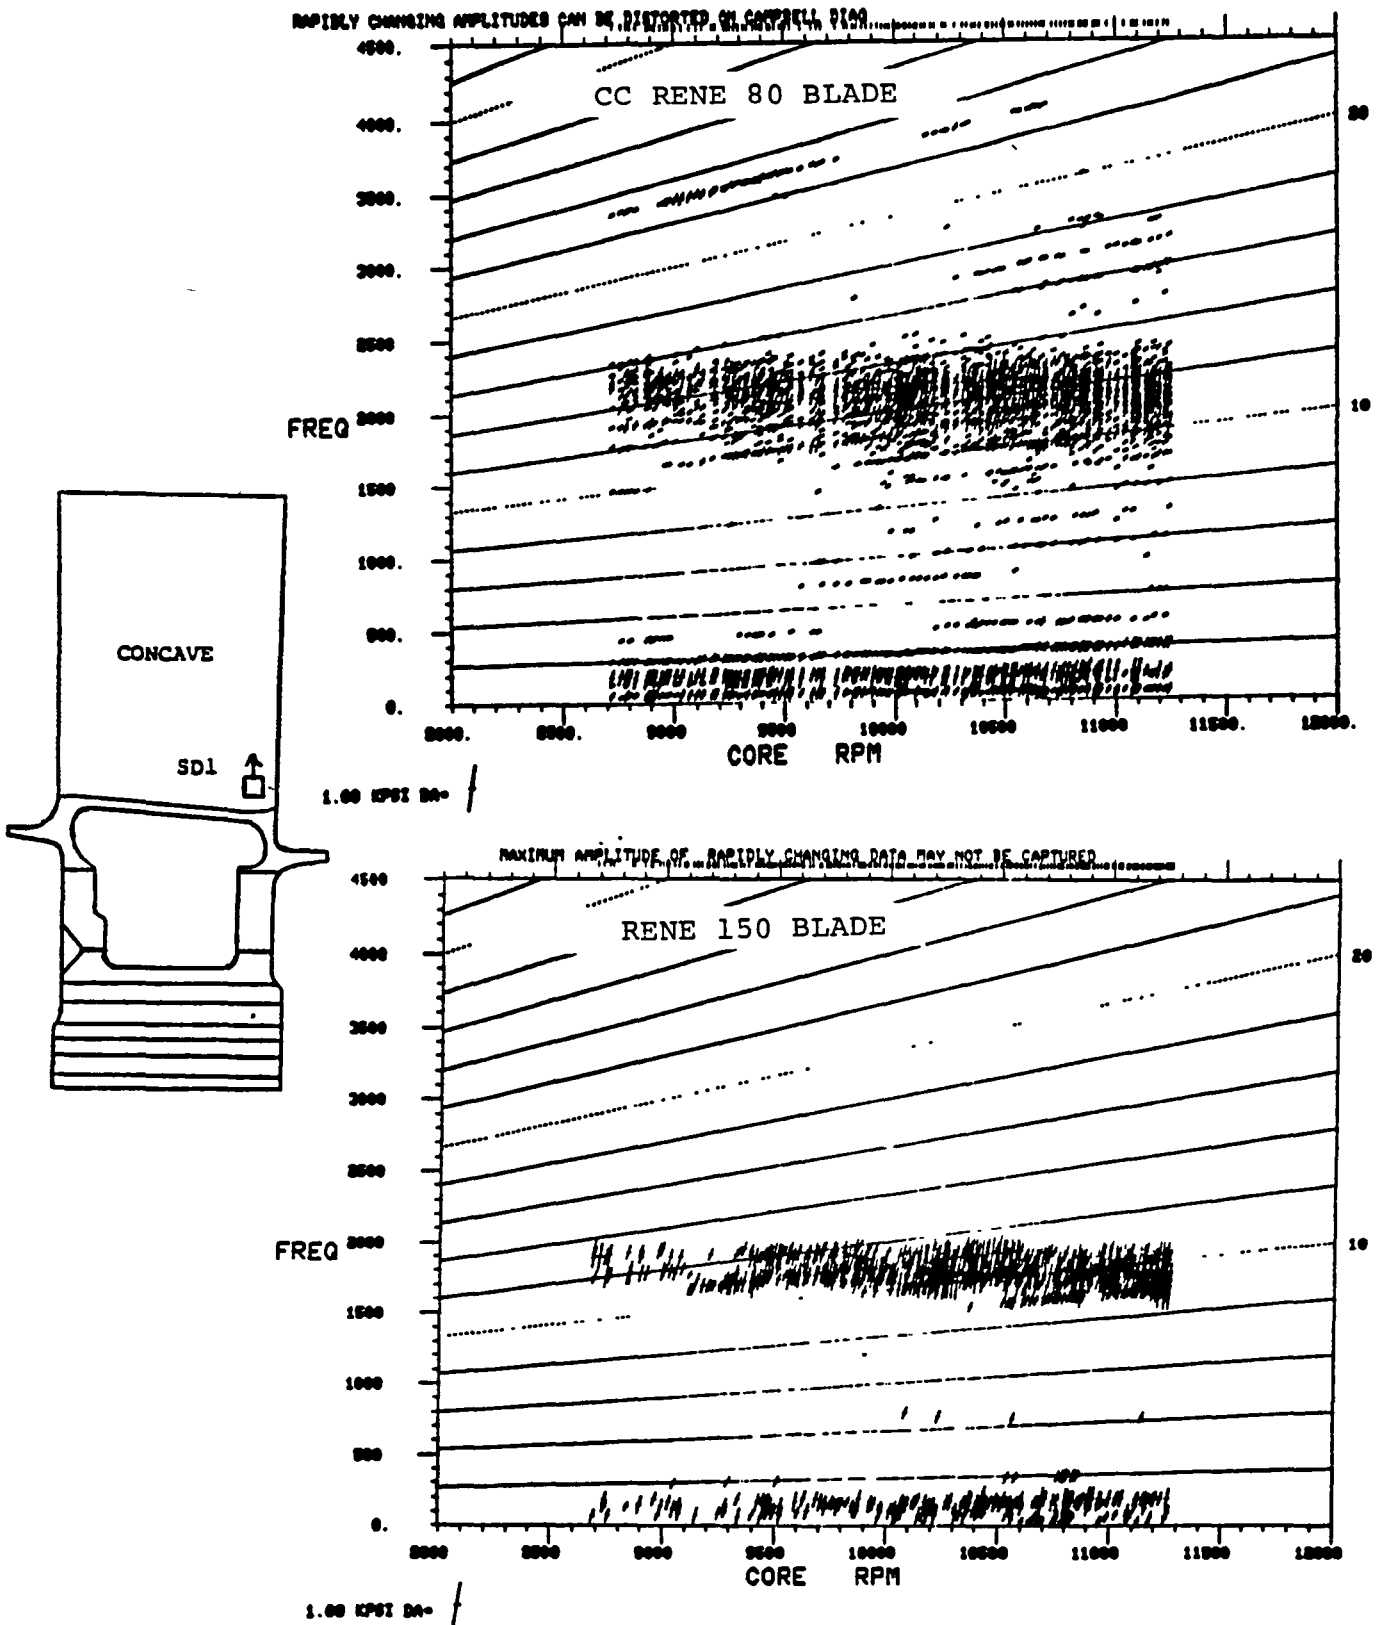 RAPIDLY CHANGING AMPLITUDES CAN BE DISTORTED ON CAMPBELL DIAG
4500.
CC RENE 80 BLADE
4000.
20
3500.
3000.
2500
FREQ 2000
10
1500
1000.
500.
0.
8000. 8500. 9000 9500 10000 10500 11000 11500. 12000.
CORE RPM
1.00 KPSI DA=
CONCAVE
SD1
MAXIMUM AMPLITUDE OF RAPIDLY CHANGING DATA MAY NOT BE CAPTURED
4500
RENE 150 BLADE
4000
20
3500
3000
2500
FREQ 2000
10
1500
1000
500
0.
8000 8500 9000 9500 10000 10500 11000 11500 12000
CORE RPM
1.00 KPSI DA=